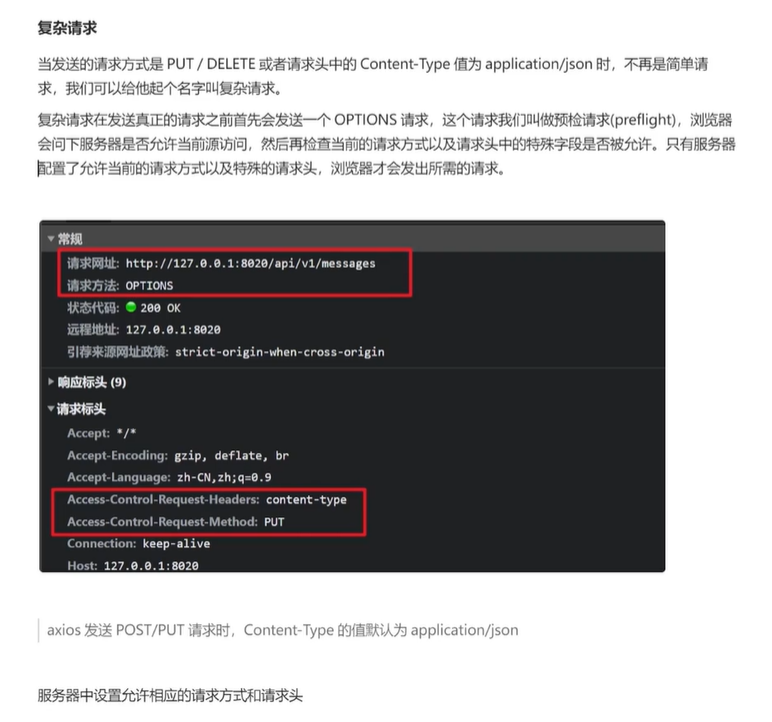 复杂请求
当发送的请求方式是 PUT / DELETE 或者请求头中的 Content-Type 值为 application/json 时，不再是简单请
求，我们可以给他起个名字叫复杂请求。
复杂请求在发送真正的请求之前首先会发送一个 OPTIONS 请求，这个请求我们叫做预检请求(preflight)，浏览器
会问下服务器是否允许当前源访问，然后再检查当前的请求方式以及请求头中的特殊字段是否被允许。只有服务器
配置了允许当前的请求方式以及特殊的请求头，浏览器才会发出所需的请求。
常规
请求网址: http://127.0.0.1:8020/api/v1/messages
请求方法: OPTIONS
状态代码: 200 OK
远程地址: 127.0.0.1:8020
引荐来源网址政策: strict-origin-when-cross-origin
响应标头 (9)
请求标头
Accept: */*
Accept-Encoding: gzip, deflate, br
Accept-Language: zh-CN,zh;q=0.9
Access-Control-Request-Headers: content-type
Access-Control-Request-Method: PUT
Connection: keep-alive
Host: 127.0.0.1:8020
axios 发送 POST/PUT 请求时，Content-Type 的值默认为 application/json
服务器中设置允许相应的请求方式和请求头